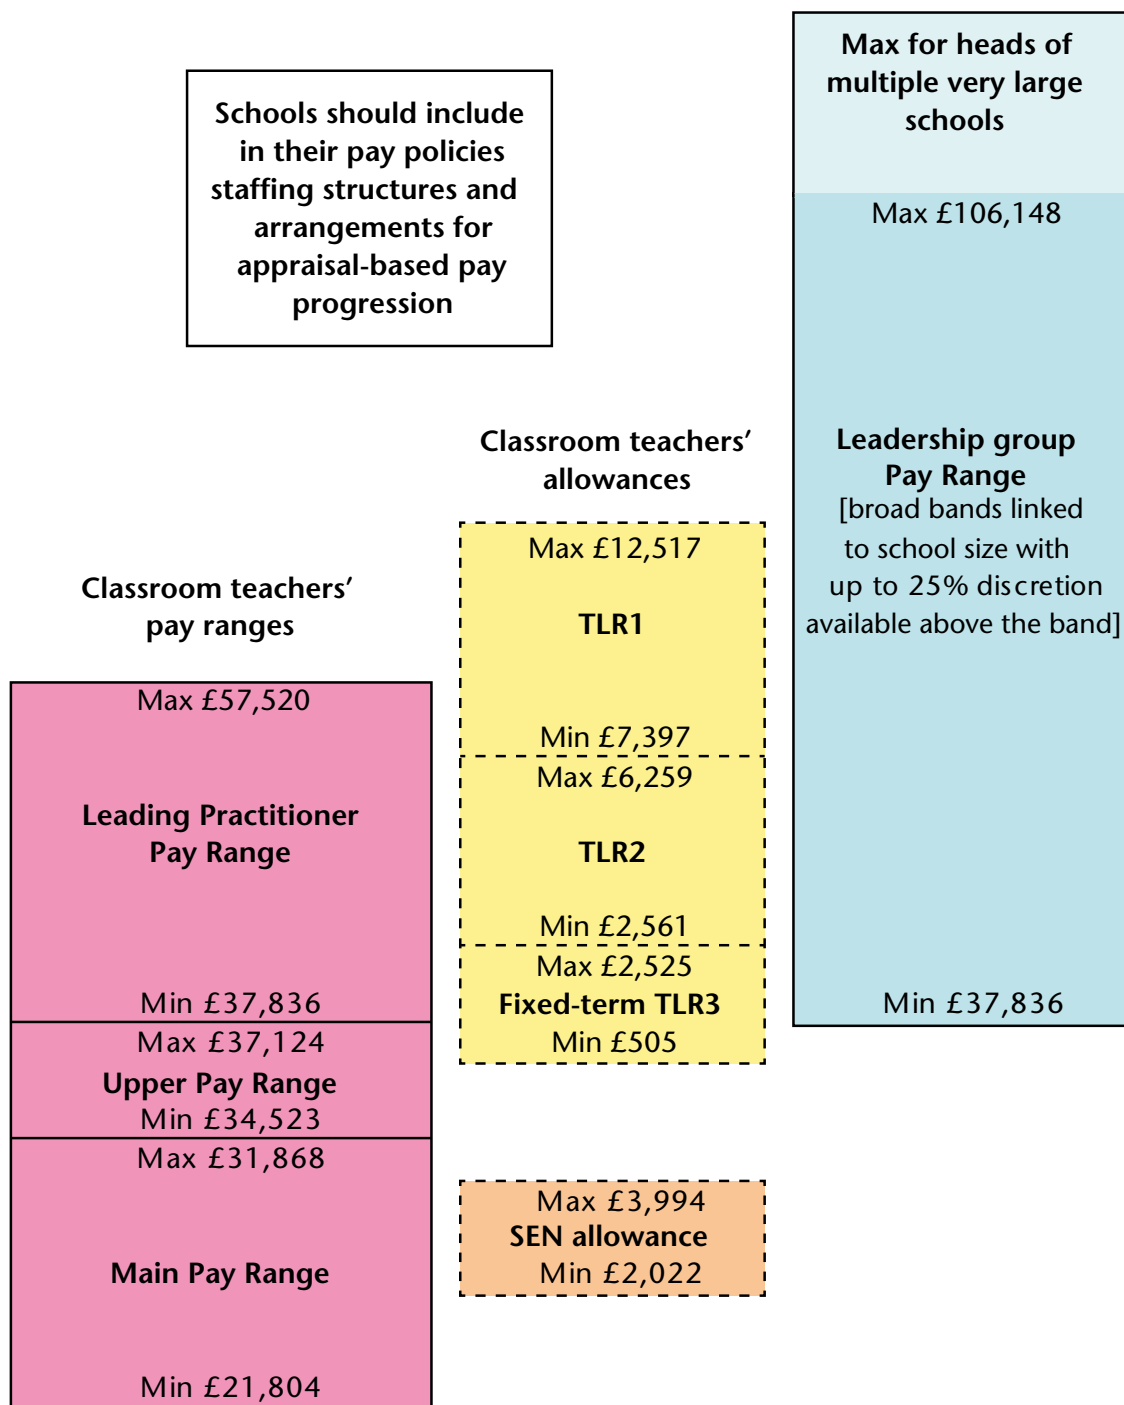 Schools should include
in their pay policies
staffing structures and
arrangements for
appraisal-based pay
progression
Classroom teachers’
pay ranges
Max £57,520
Leading Practitioner
Pay Range
Min £37,836
Max £37,124
Upper Pay Range
Min £34,523
Max £31,868
Main Pay Range
Min £21,804
Classroom teachers’
allowances
Max £12,517
TLR1
Min £7,397
Max £6,259
TLR2
Min £2,561
Max £2,525
Fixed-term TLR3
Min £505
Max £3,994
SEN allowance
Min £2,022
Max for heads of
multiple very large
schools
Max £106,148
Leadership group
Pay Range
[broad bands linked
to school size with
up to 25% discretion
available above the band]
Min £37,836